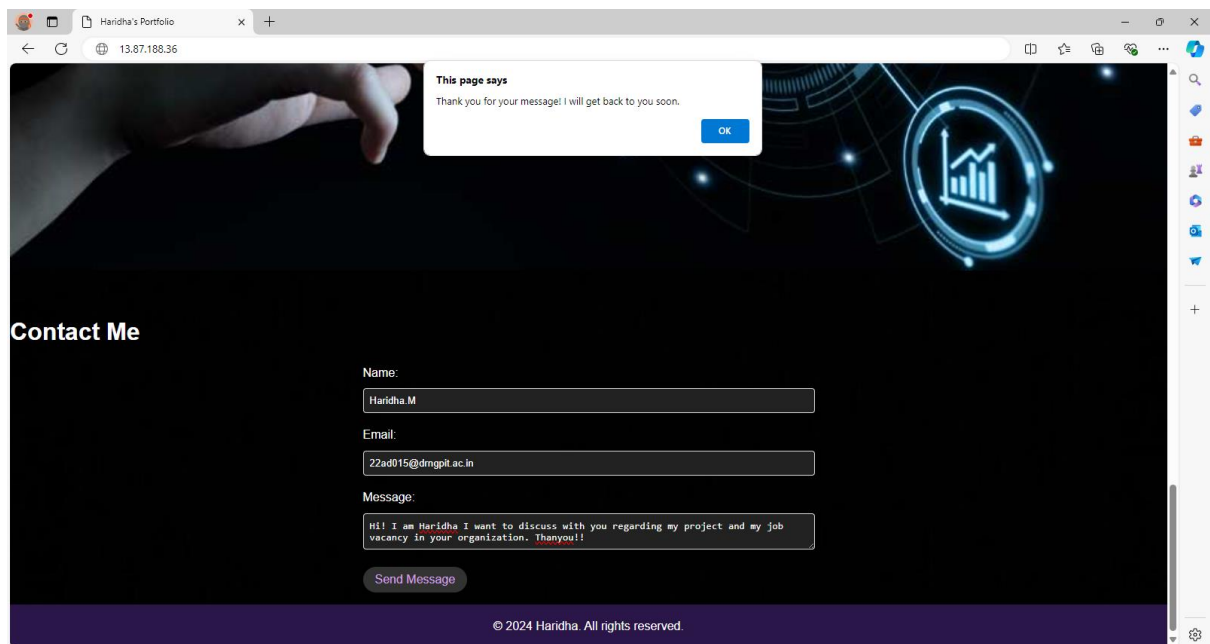 Haridha's Portfolio
13.87.188.36
This page says
Thank you for your message! I will get back to you soon.
OK
Contact Me
Name:
Haridha.M
Email:
22ad015@drngpit.ac.in
Message:
Hi! I am Haridha I want to discuss with you regarding my project and my job
vacancy in your organization. Thanyou!!
Send Message
© 2024 Haridha. All rights reserved.